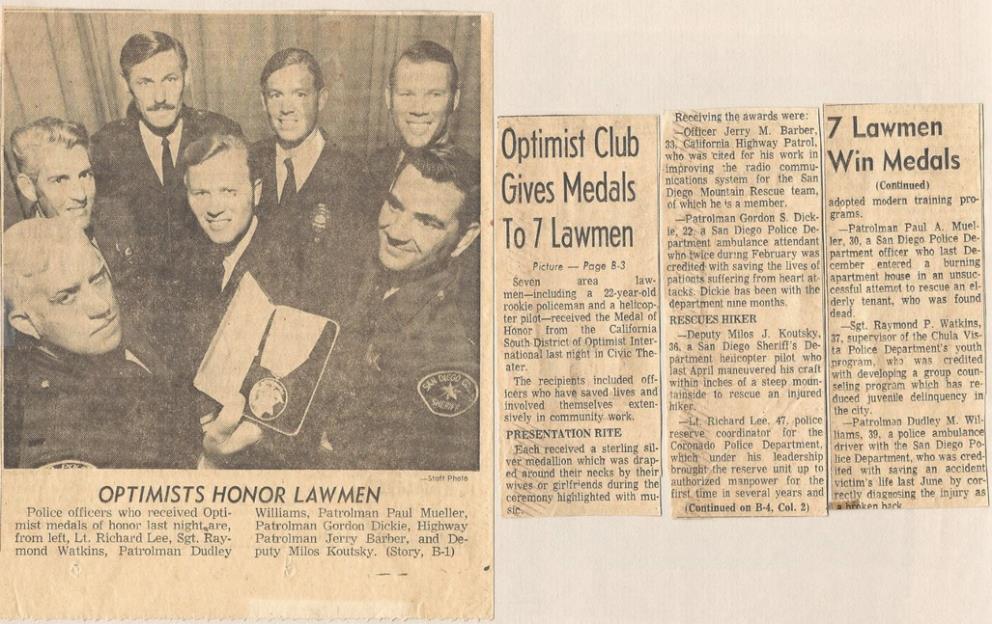 SAN DIEGO CO.
SHERIFF
—Staff Photo
OPTIMISTS HONOR LAWMEN
Police officers who received Opti-
mist medals of honor last night are,
from left, Lt. Richard Lee, Sgt. Ray-
mond Watkins, Patrolman Dudley
Williams, Patrolman Paul Mueller,
Patrolman Gordon Dickie, Highway
Patrolman Jerry Barber, and De-
puty Milos Koutsky. (Story, B-1)
Optimist Club
Gives Medals
To 7 Lawmen
Picture — Page B-3
Seven area law-
men—including a 22-year-old
rookie policeman and a helicop-
ter pilot—received the Medal of
Honor from the California
South District of Optimist Inter-
national last night in Civic The-
ater.
The recipients included off-
icers who have saved lives and
involved themselves exten-
sively in community work.
PRESENTATION RITE
Each received a sterling sil-
ver medallion which was drap-
ed around their necks by their
wives or girlfriends during the
ceremony highlighted with mu-
sic.
Receiving the awards were:
—Officer Jerry M. Barber,
33, California Highway Patrol,
who was cited for his work in
improving the radio commu-
nications system for the San
Diego Mountain Rescue team,
of which he is a member.
—Patrolman Gordon S. Dick-
ie, 22, a San Diego Police De-
partment ambulance attendant
who twice during February was
credited with saving the lives of
patients suffering from heart at-
tacks. Dickie has been with the
department nine months.
RESCUES HIKER
—Deputy Milos J. Koutsky,
36, a San Diego Sheriff's De-
partment helicopter pilot who
last April maneuvered his craft
within inches of a steep moun-
tainside to rescue an injured
hiker.
—Lt. Richard Lee, 47, police
reserve coordinator for the
Coronado Police Department,
which under his leadership
brought the reserve unit up to
authorized manpower for the
first time in several years and
(Continued on B-4, Col. 2)
7 Lawmen
Win Medals
(Continued)
adopted modern training pro-
grams.
—Patrolman Paul A. Muel-
ler, 30, a San Diego Police De-
partment officer who last De-
cember entered a burning
apartment house in an unsuc-
cessful attempt to rescue an el-
derly tenant, who was found
dead.
—Sgt. Raymond P. Watkins,
37, supervisor of the Chula Vis-
ta Police Department's youth
program, who was credited
with developing a group coun-
seling program which has re-
duced juvenile delinquency in
the city.
—Patrolman Dudley M. Wil-
liams, 39, a police ambulance
driver with the San Diego Po-
lice Department, who was cred-
ited with saving an accident
victim's life last June by cor-
rectly diagnosing the injury as
a broken back.